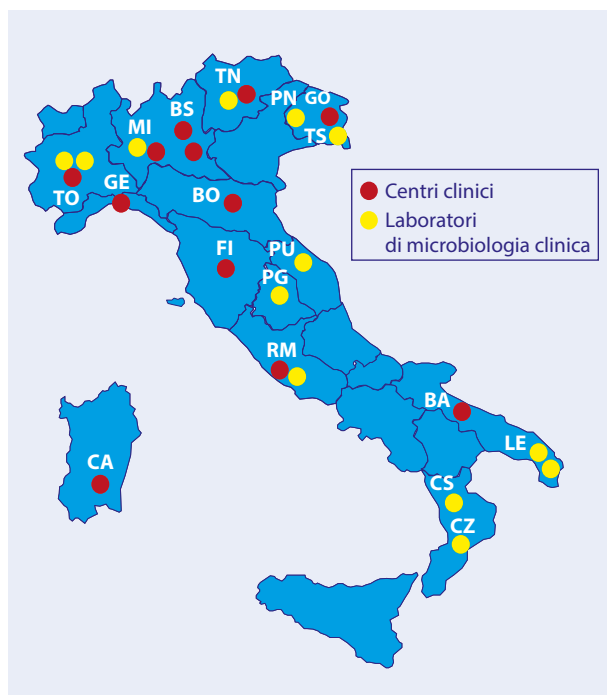 TN
PN
GO
BS
MI
TS
TO
GE
BO
Centri clinici
Laboratori
di microbiologia clinica
FI
PU
PG
RM
BA
LE
CA
CS
CZ